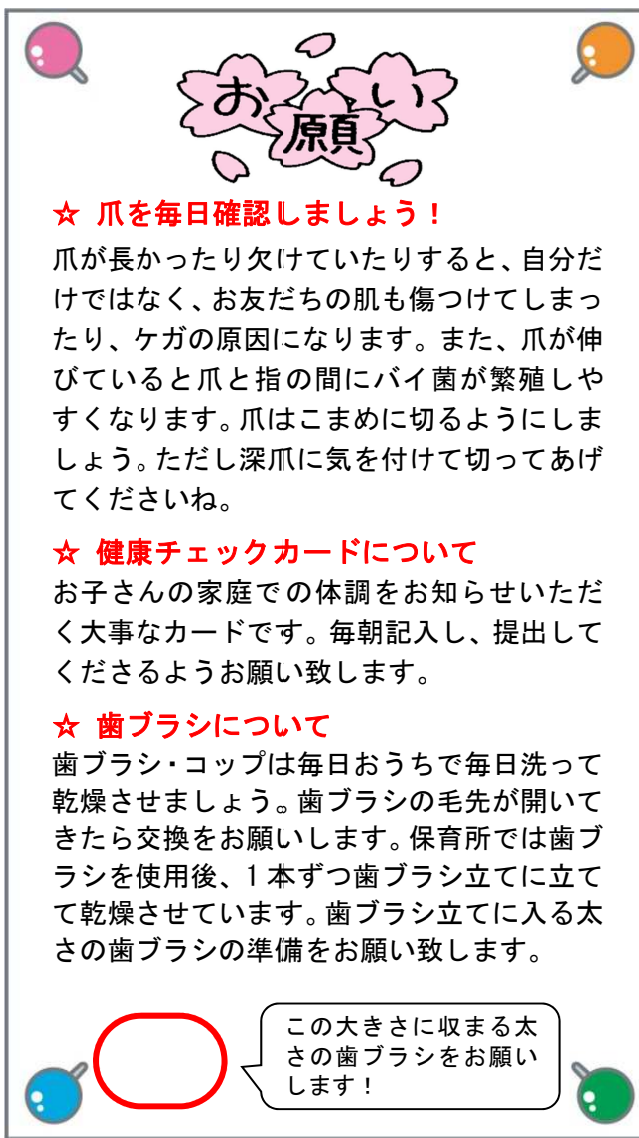 お願い
☆ 爪を毎日確認しましょう！
爪が長かったり欠けていたりすると、自分だ
けではなく、お友だちの肌も傷つけてしまっ
たり、ケガの原因になります。また、爪が伸
びていると爪と指の間にバイ菌が繁殖しや
すくなります。爪はこまめに切るようにしま
しょう。ただし深爪に気を付けて切ってあげ
てくださいね。
☆ 健康チェックカードについて
お子さんの家庭での体調をお知らせいただ
く大事なカードです。毎朝記入し、提出して
くださるようお願い致します。
☆ 歯ブラシについて
歯ブラシ・コップは毎日おうちで毎日洗って
乾燥させましょう。歯ブラシの毛先が開いて
きたら交換をお願いします。保育所では歯ブ
ラシを使用後、1本ずつ歯ブラシ立てに立て
て乾燥させています。歯ブラシ立てに入る太
さの歯ブラシの準備をお願い致します。
この大きさに収まる太
さの歯ブラシをお願い
します！